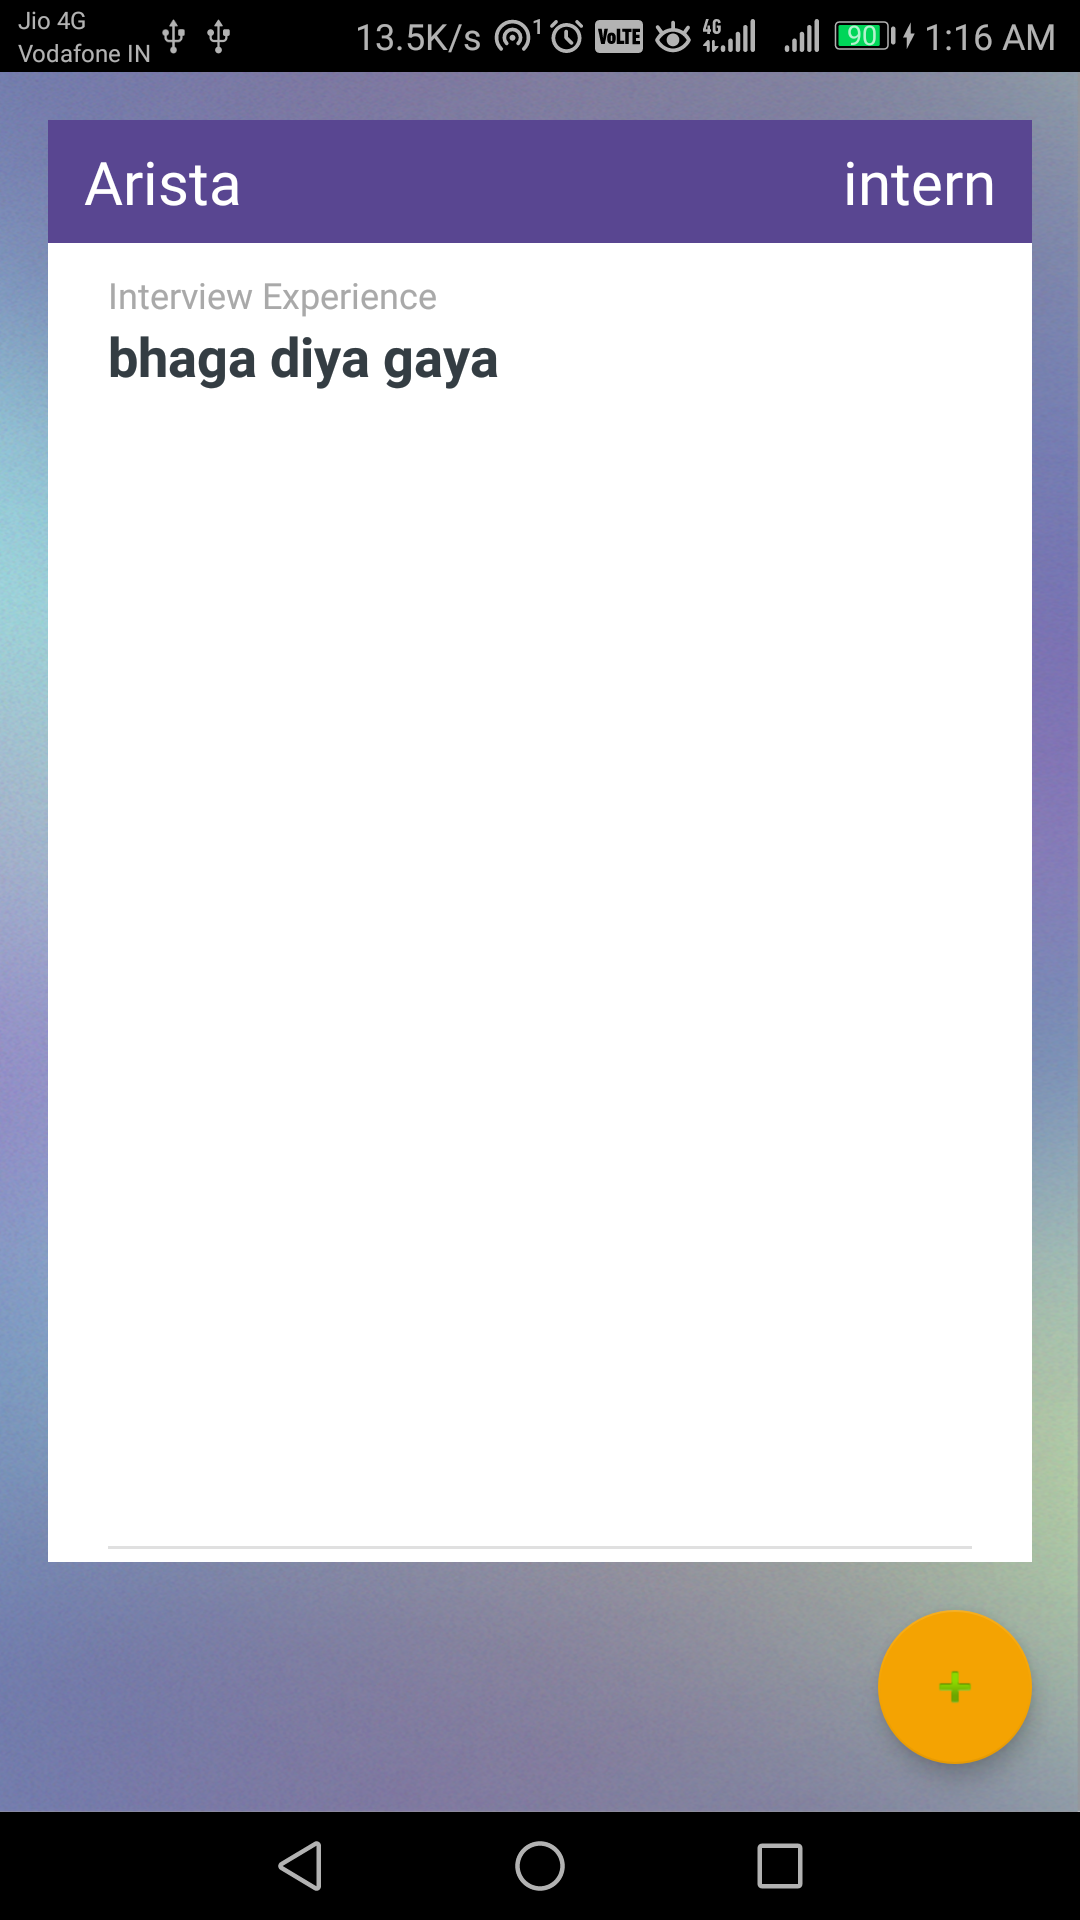 Jio 4G
Vodafone IN
13.5K/s 1 VoLTE 4G 90 1:16 AM
Arista intern
Interview Experience
bhaga diya gaya